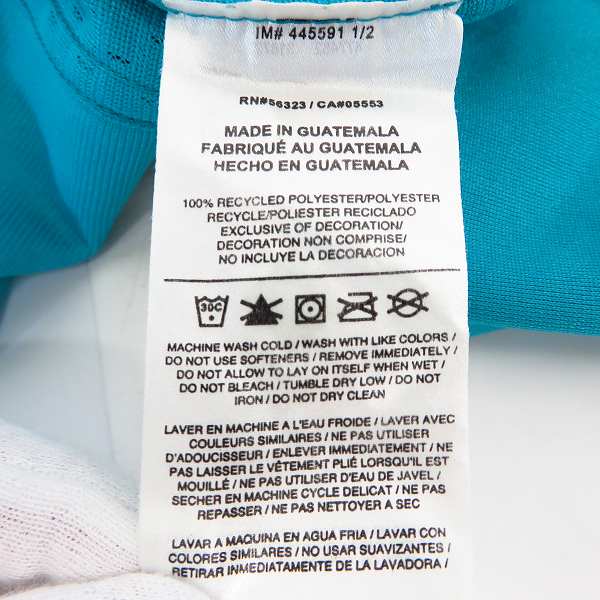 IM# 445591 1/2
RN#56323 / CA#05553
MADE IN GUATEMALA
FABRIQUÉ AU GUATEMALA
HECHO EN GUATEMALA
100% RECYCLED POLYESTER/POLYESTER
RECYCLE/POLIESTER RECICLADO
EXCLUSIVE OF DECORATION/
DECORATION NON COMPRISE/
NO INCLUYE LA DECORACION/
30C
MACHINE WASH COLD / WASH WITH LIKE COLORS /
DO NOT USE SOFTENERS / REMOVE IMMEDIATELY /
DO NOT ALLOW TO LAY ON ITSELF WHEN WET /
DO NOT BLEACH / TUMBLE DRY LOW / DO NOT
IRON / DO NOT DRY CLEAN
LAVER EN MACHINE A L'EAU FROIDE / LAVER AVEC
COULEURS SIMILAIRES / NE PAS UTILISER
D'ADOUCISSEUR / ENLEVER IMMEDIATEMENT / NE
PAS LAISSER LE VÊTEMENT PLIÉ LORSQU'IL EST
MOUILLÉ / NE PAS UTILISER D'EAU DE JAVEL /
SECHER EN MACHINE CYCLE DELICAT / NE PAS
REPASSER / NE PAS NETTOYER A SEC
LAVAR A MAQUINA EN AGUA FRIA / LAVAR CON
COLORES SIMILARES / NO USAR SUAVIZANTES /
RETIRAR INMEDIATAMENTE DE LA LAVADORA /